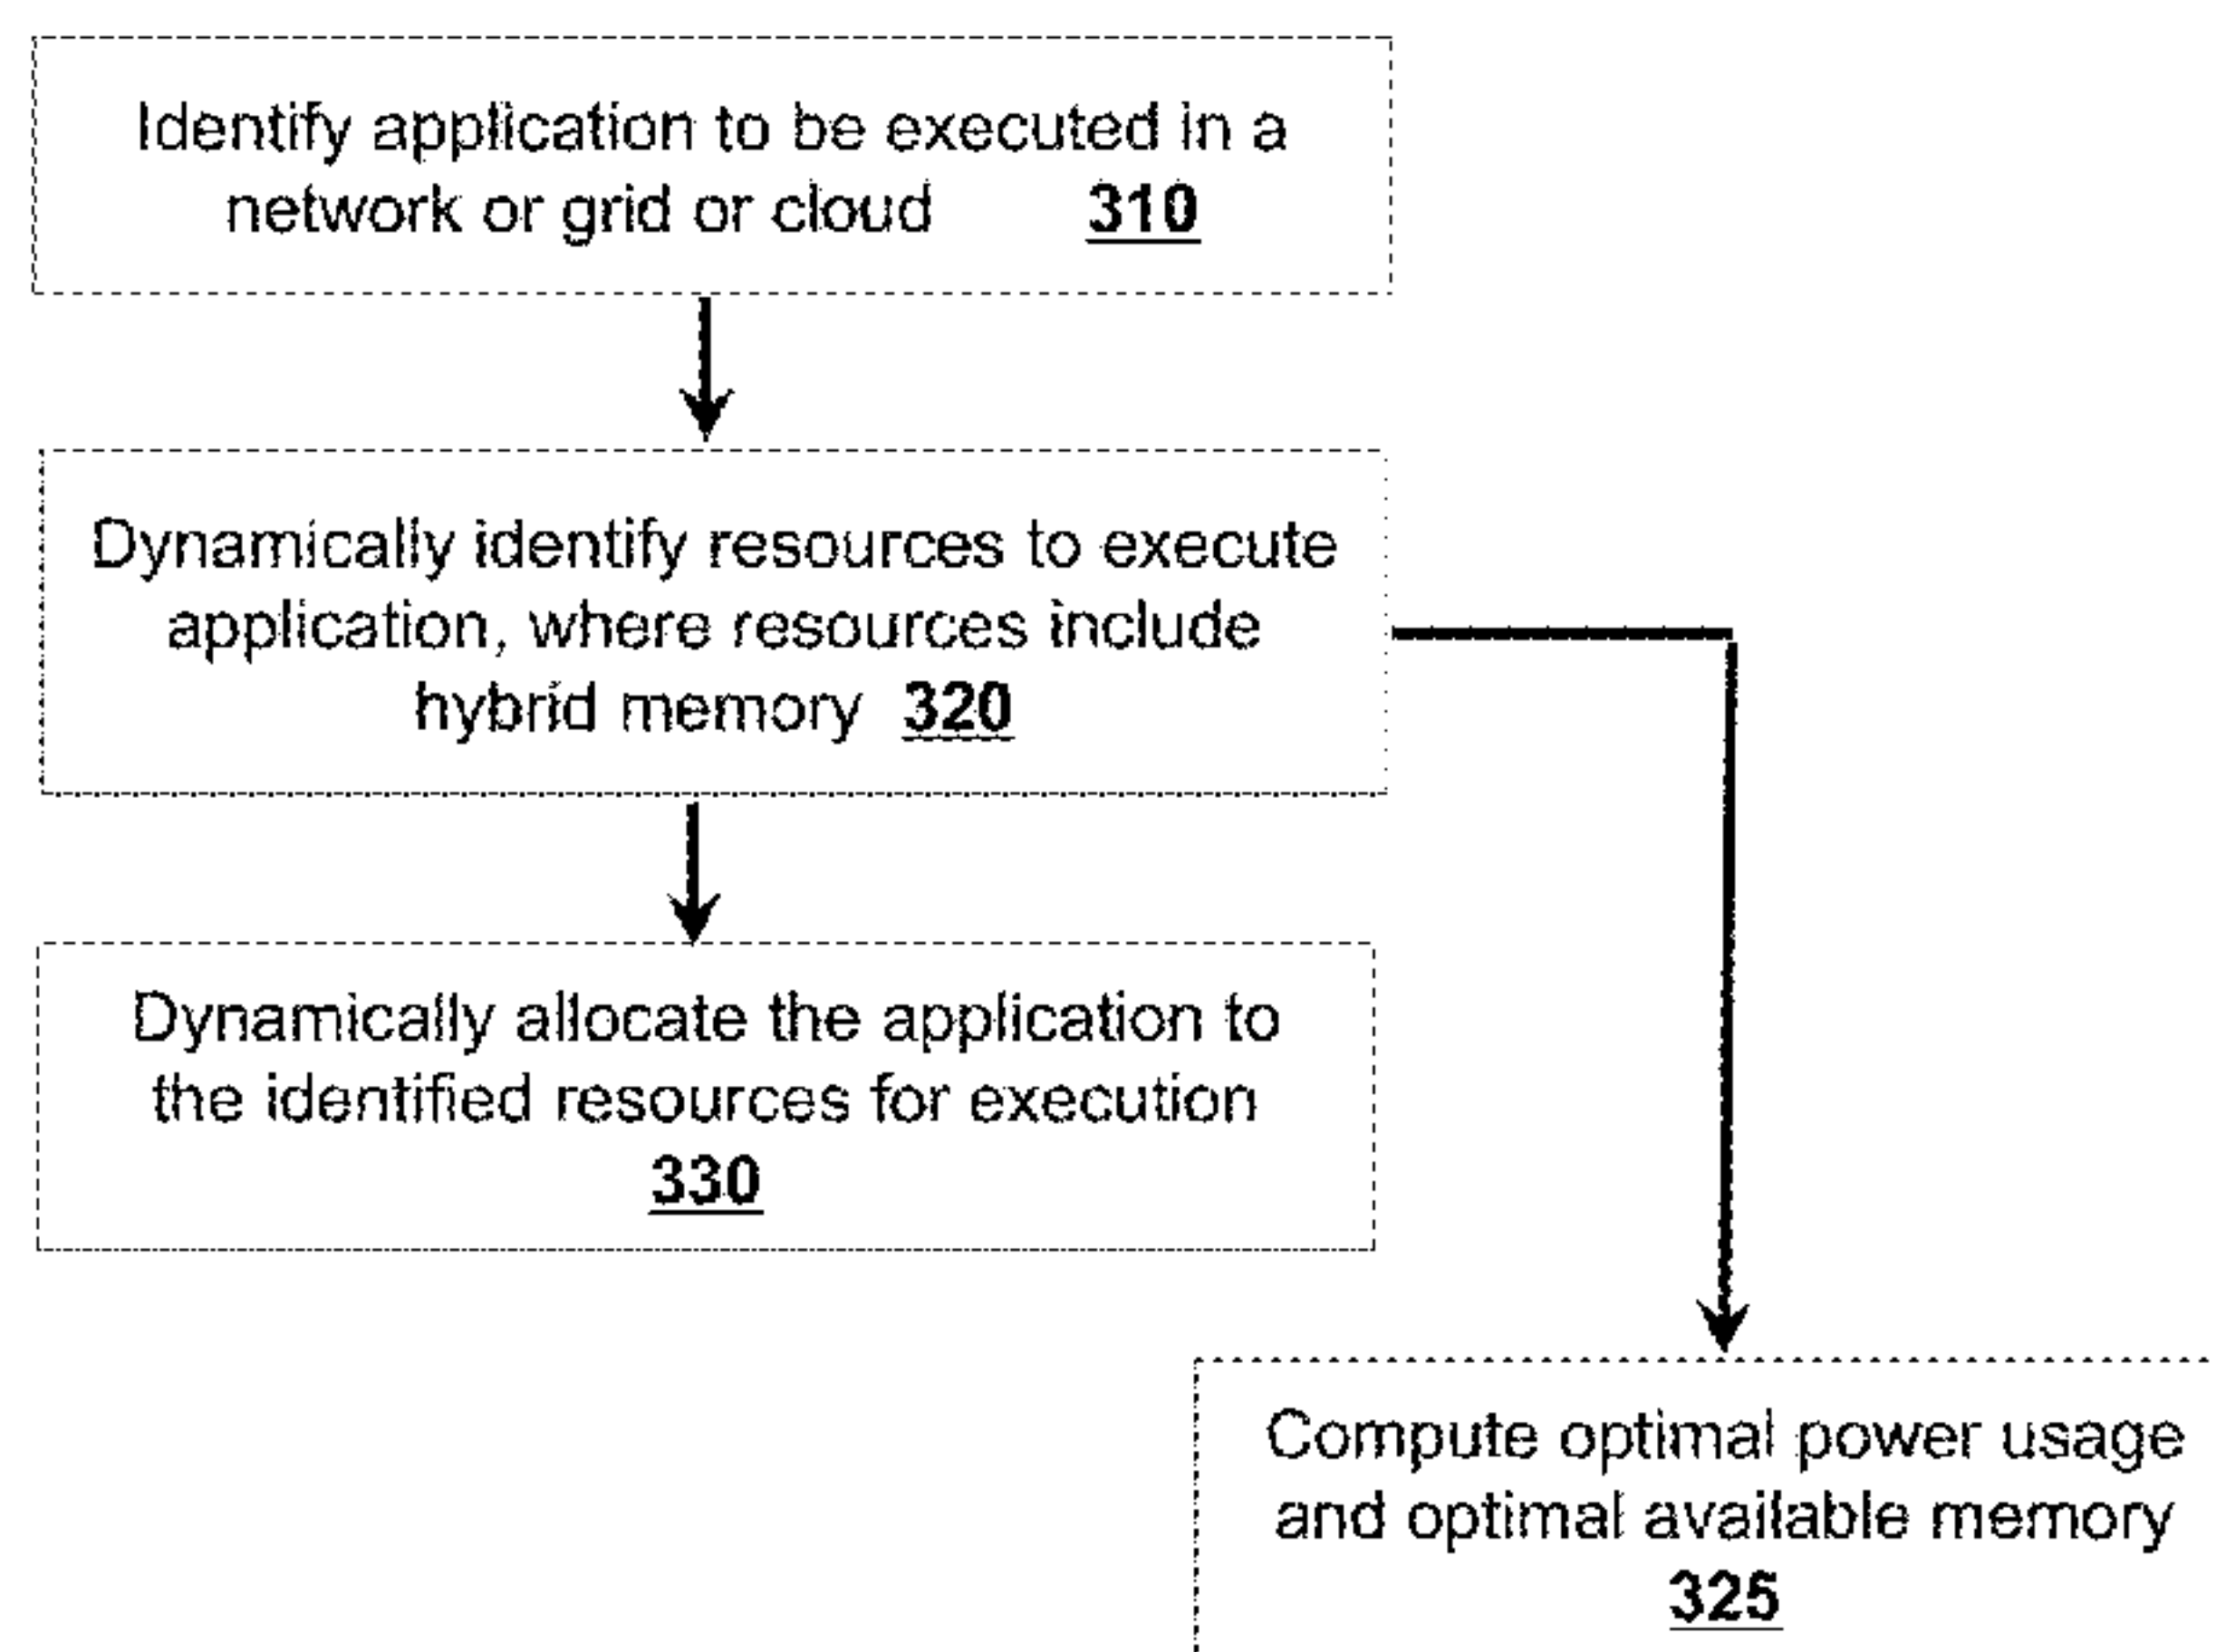 Identify application to be executed in a
network or grid or cloud 310
Dynamically identify resources to execute
application, where resources include
hybrid memory 320
Dynamically allocate the application to
the identified resources for execution
330
Compute optimal power usage
and optimal available memory
325